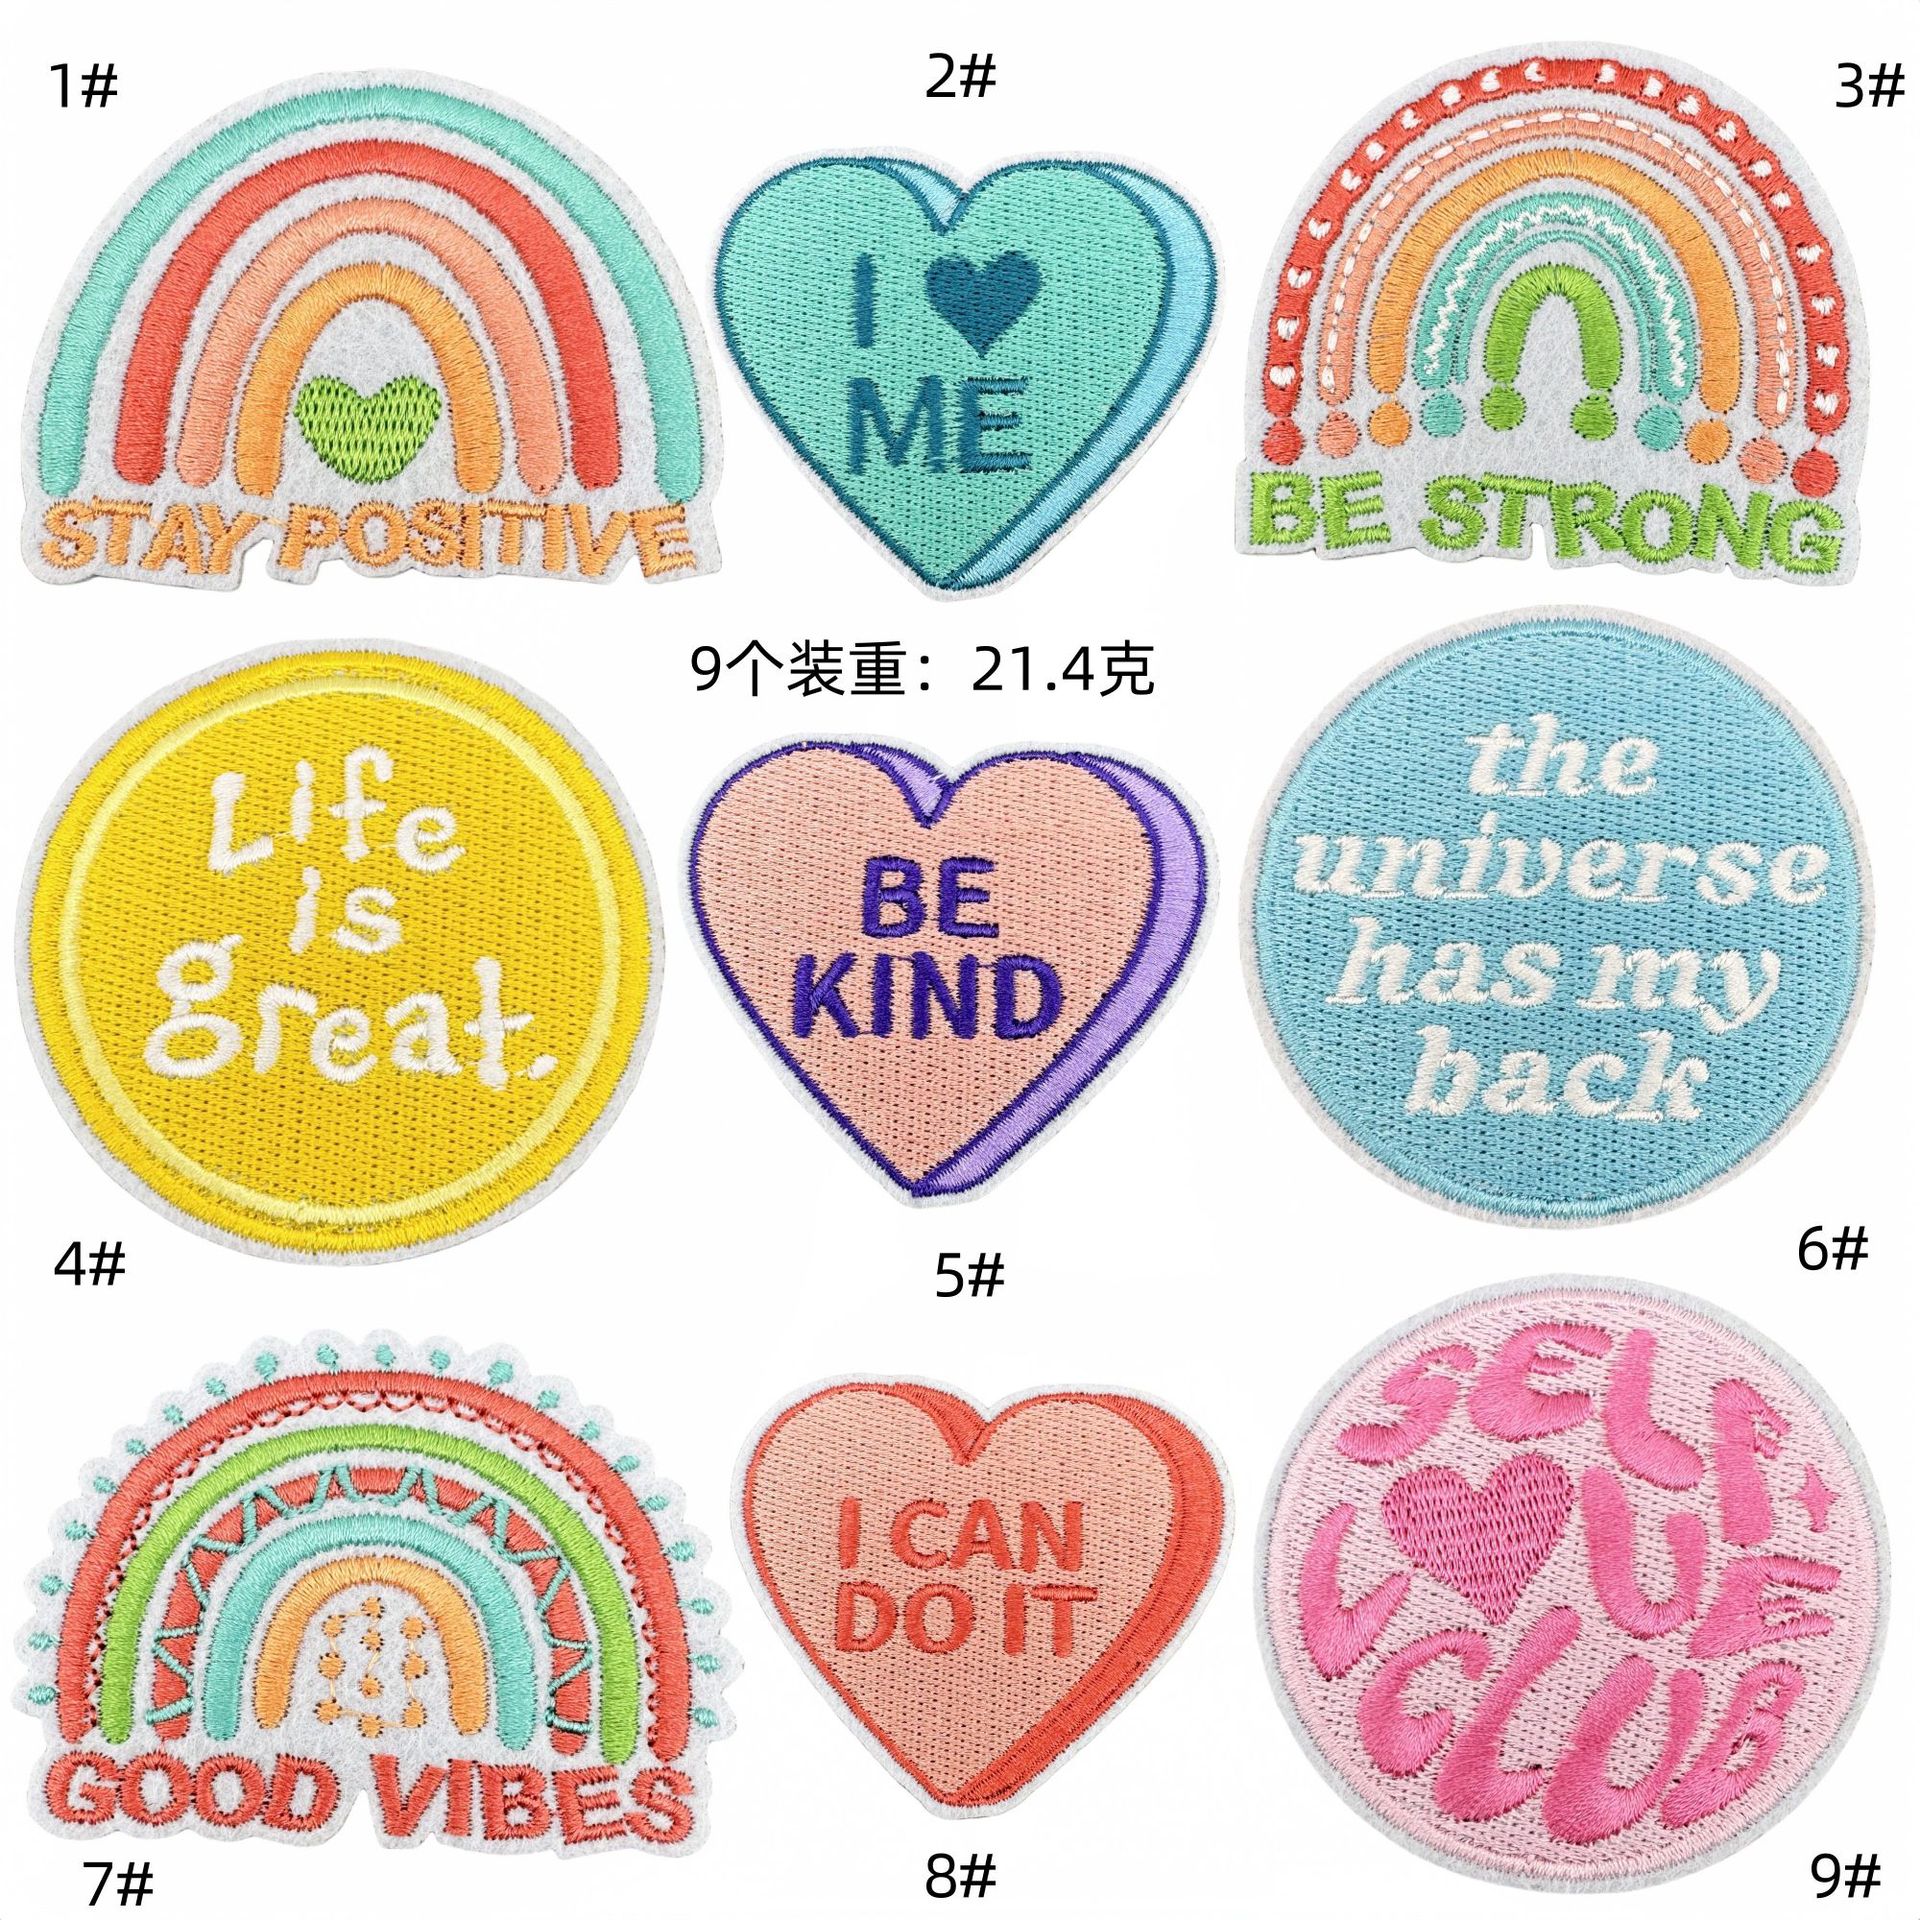 1#
STAY POSITIVE
2#
I ♥
ME
3#
BE STRONG
9个装重：21.4克
Life
is
great.
4#
BE
KIND
5#
the
universe
has my
back
6#
GOOD VIBES
7#
I CAN
DO IT
8#
SELF
L♥VE
CLUB
9#